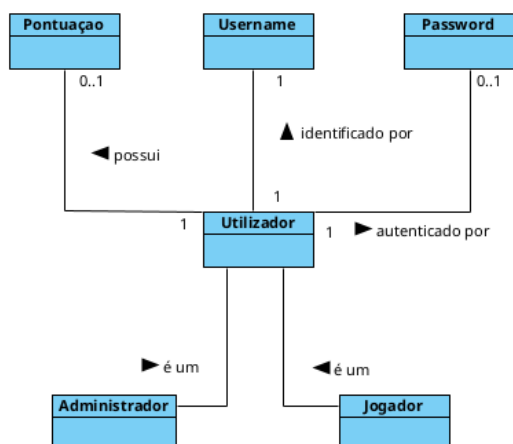 Pontuaçao
Username
Password
0..1
1
0..1
identificado por
possui
1
1
Utilizador
1
autenticado por
é um
é um
Administrador
Jogador